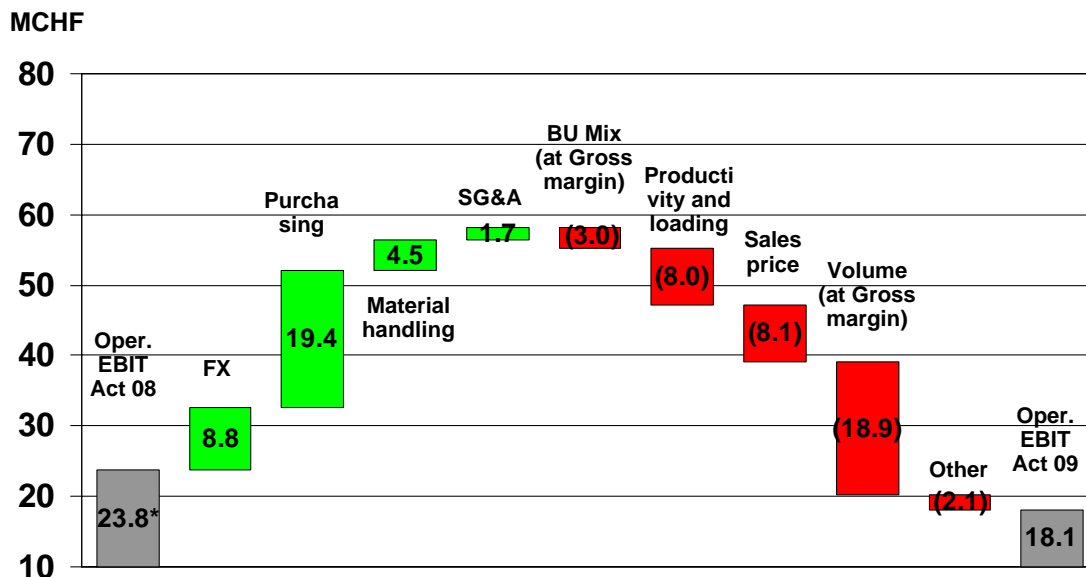 MCHF
80
70
60
50
40
30
20
10
Oper.
EBIT
Act 08
23.8*
FX
8.8
Purcha
sing
19.4
4.5
Material
handling
SG&A
1.7
BU Mix
(at Gross
margin)
(3.0)
Producti
vity and
loading
(8.0)
Sales
price
(8.1)
Volume
(at Gross
margin)
(18.9)
Other
(2.1)
Oper.
EBIT
Act 09
18.1